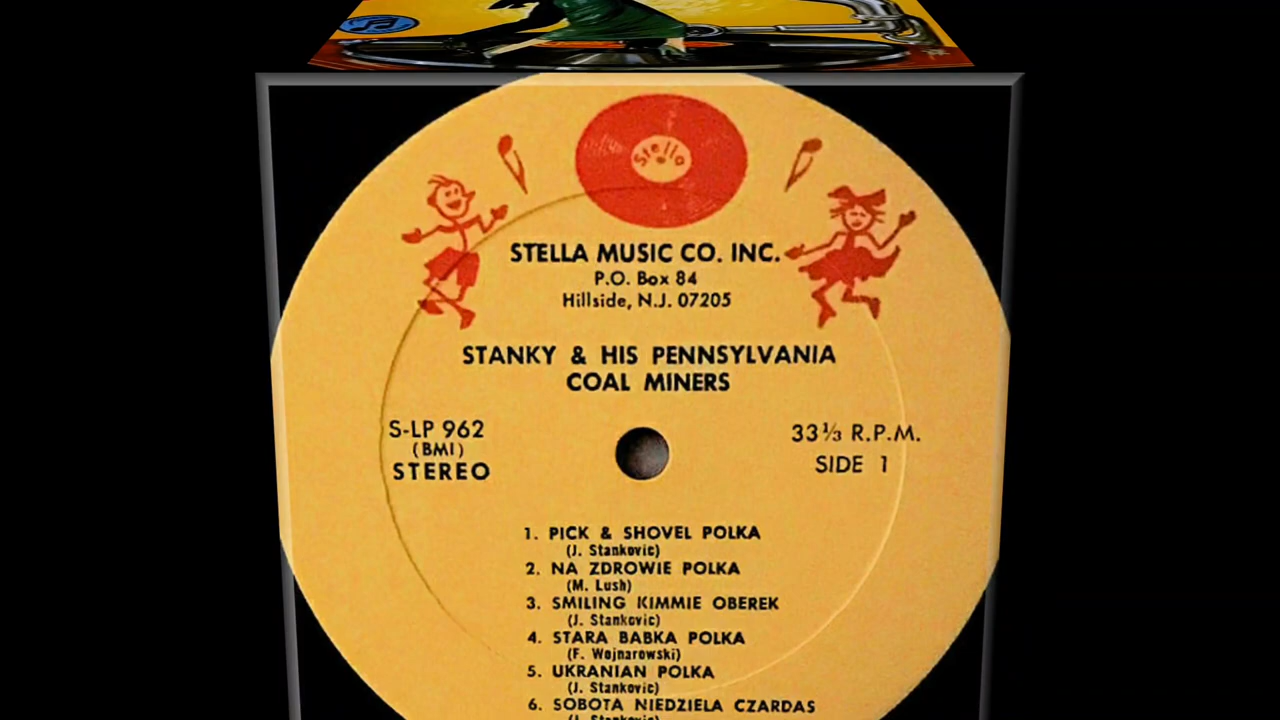 Stella
STELLA MUSIC CO. INC.
P.O. Box 84
Hillside, N.J. 07205
STANKY & HIS PENNSYLVANIA
COAL MINERS
S-LP 962
(BMI)
STEREO
33⅓ R.P.M.
SIDE 1
1. PICK & SHOVEL POLKA
(J. Stankovic)
2. NA ZDROWIE POLKA
(M. Lush)
3. SMILING KIMMIE OBEREK
(J. Stankovic)
4. STARA BABKA POLKA
(F. Wojnarowski)
5. UKRANIAN POLKA
(J. Stankovic)
6. SOBOTA NIEDZIELA CZARDAS
(J. Stankovic)